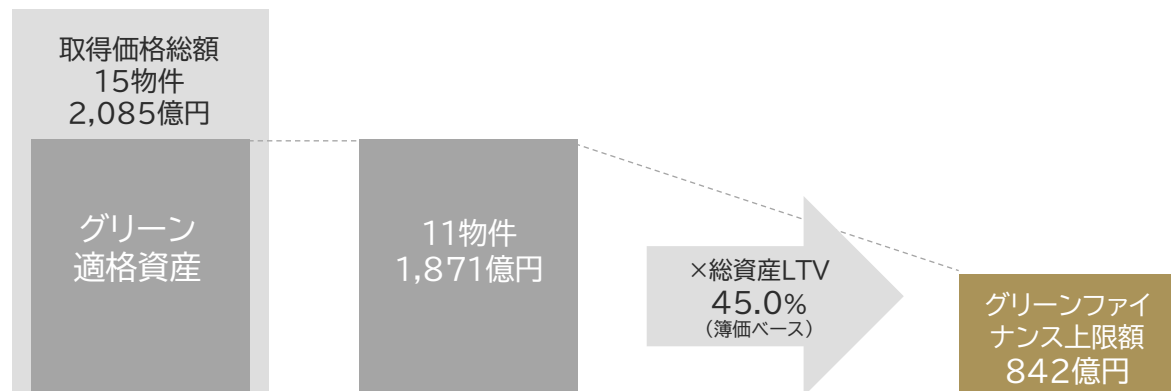 取得価格総額
15物件
2,085億円
グリーン
適格資産
11物件
1,871億円
×総資産LTV
45.0%
（簿価ベース）
グリーンファイ
ナンス上限額
842億円